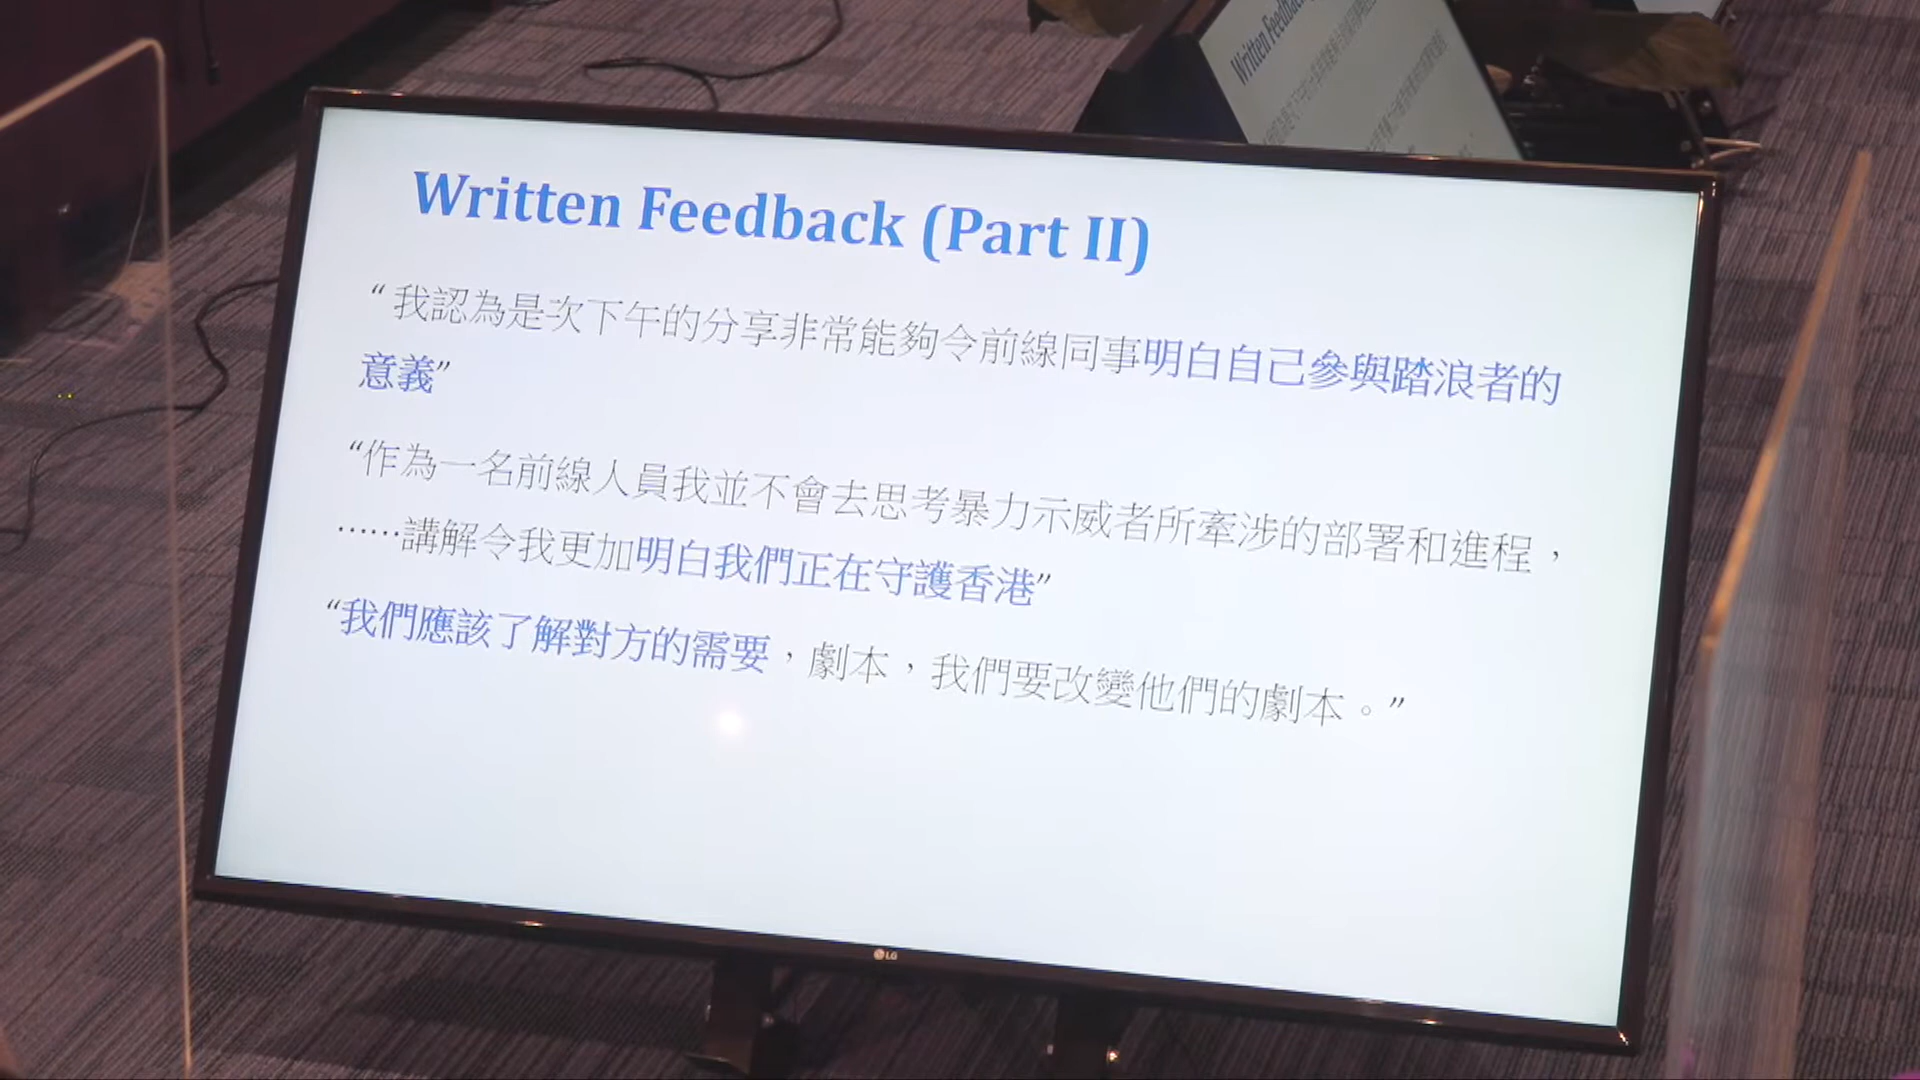 Written Feedback (Part II)
“我認為是次下午的分享非常能夠令前線同事明白自己參與踏浪者的
意義”
“作為一名前線人員我並不會去思考暴力示威者所牽涉的部署和進程，
……講解令我更加明白我們正在守護香港”
“我們應該了解對方的需要，劇本，我們要改變他們的劇本。”
LG
Written Feedback